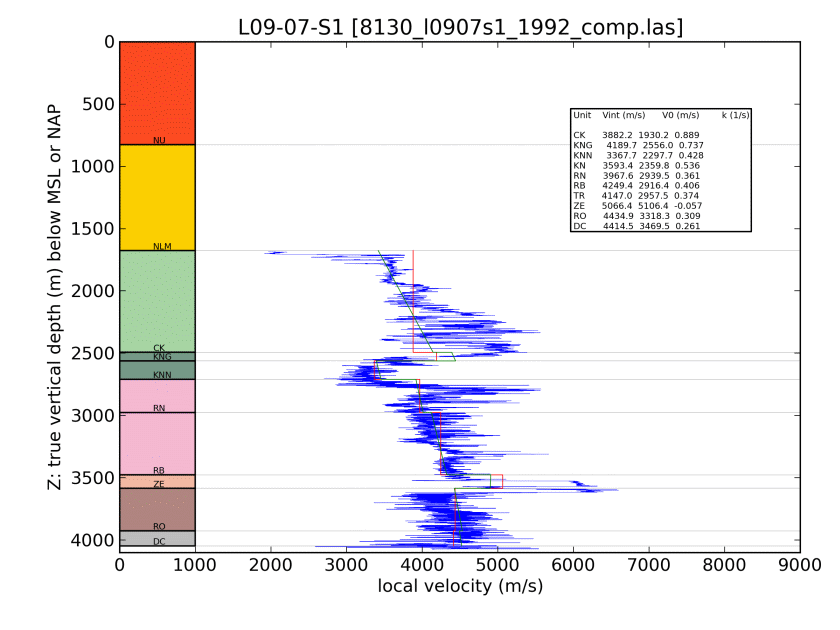 L09-07-S1 [8130_l0907s1_1992_comp.las]
Z: true vertical depth (m) below MSL or NAP
0
500
1000
1500
2000
2500
3000
3500
4000
NU
NLM
CK
KNG
KNN
RN
RB
ZE
RO
DC
Unit Vint (m/s) V0 (m/s) k (1/s)
CK 3882.2 1930.2 0.889
KNG 4189.7 2556.0 0.737
KNN 3367.7 2297.7 0.428
KN 3593.4 2359.8 0.536
RN 3967.6 2939.5 0.361
RB 4249.4 2916.4 0.406
TR 4147.0 2957.5 0.374
ZE 5066.4 5106.4 -0.057
RO 4434.9 3318.3 0.309
DC 4414.5 3469.5 0.261
0 1000 2000 3000 4000 5000 6000 7000 8000 9000
local velocity (m/s)